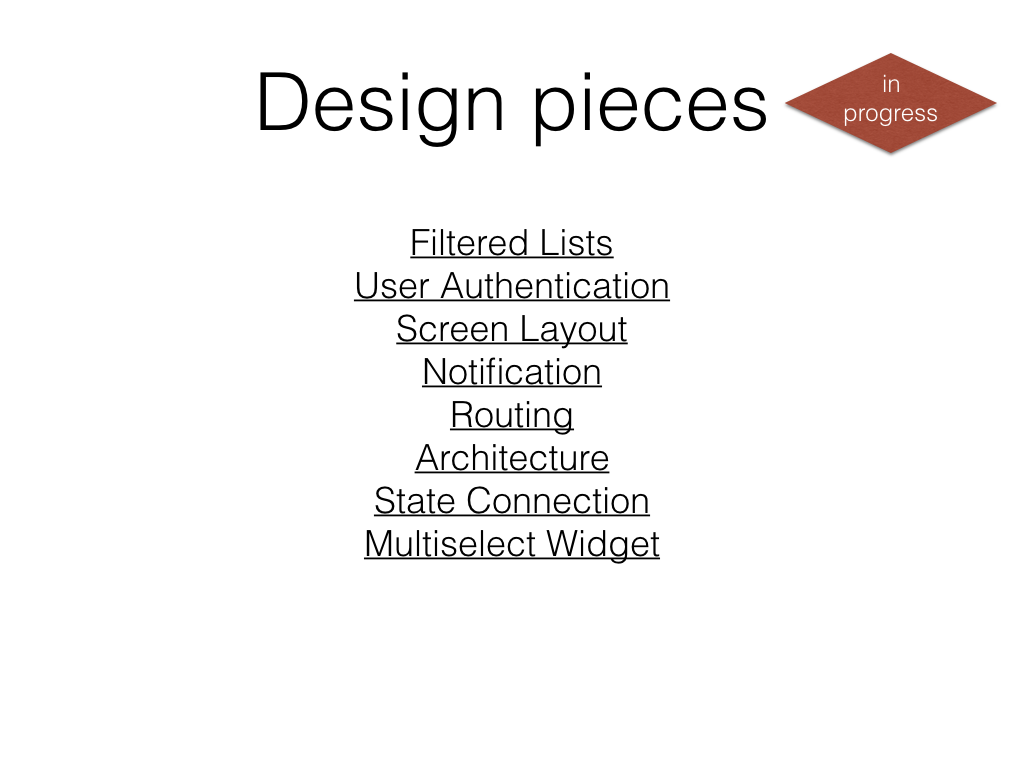 Design pieces
in
progress
Filtered Lists
User Authentication
Screen Layout
Notification
Routing
Architecture
State Connection
Multiselect Widget